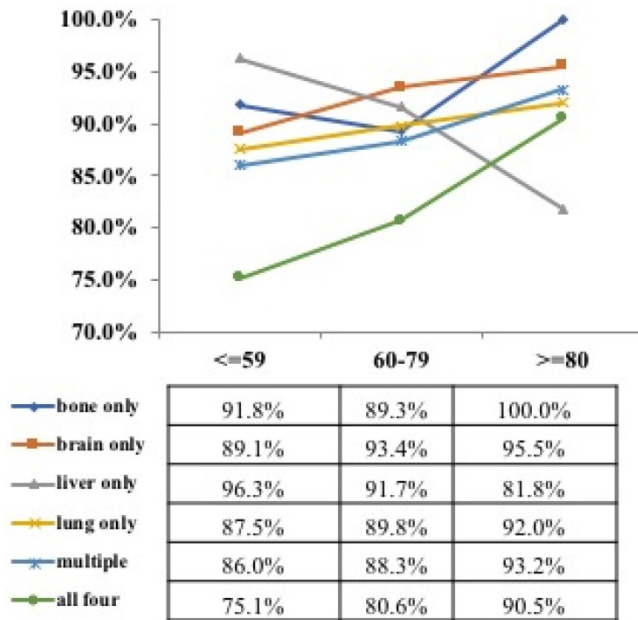 100.0%
95.0%
90.0%
85.0%
80.0%
75.0%
70.0%
<=59 60-79 >=80
bone only 91.8% 89.3% 100.0%
brain only 89.1% 93.4% 95.5%
liver only 96.3% 91.7% 81.8%
lung only 87.5% 89.8% 92.0%
multiple 86.0% 88.3% 93.2%
all four 75.1% 80.6% 90.5%